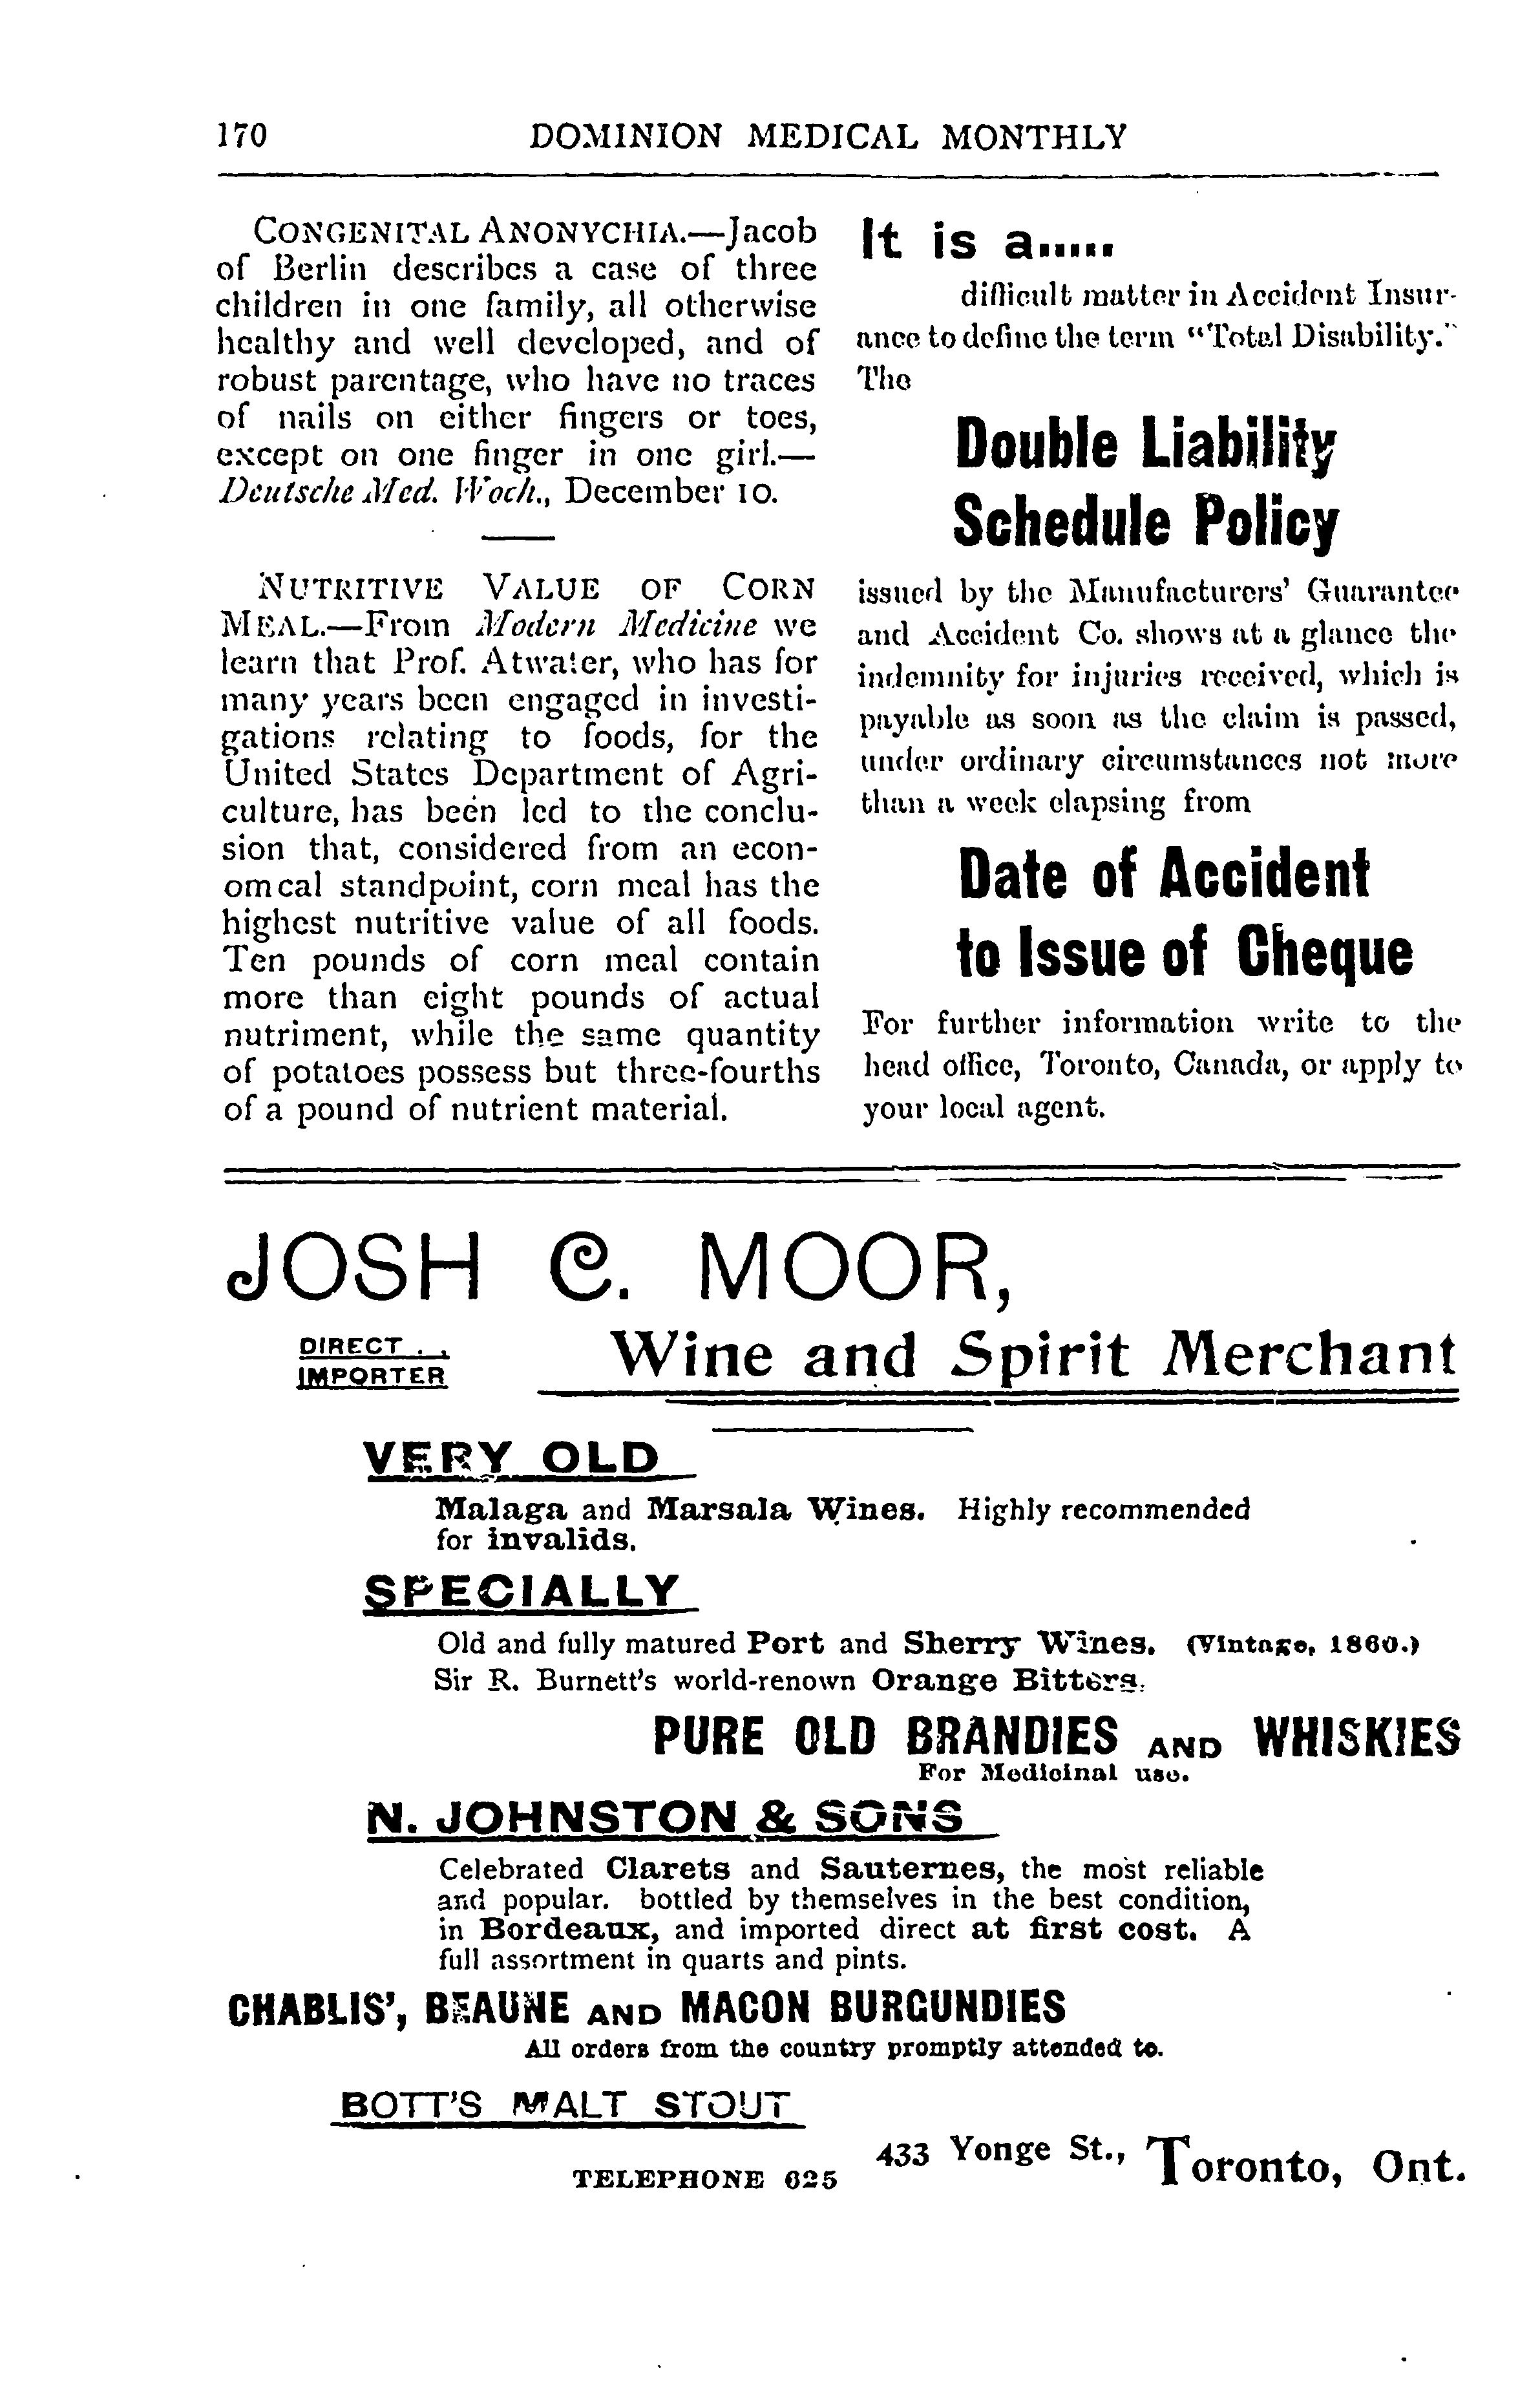 170 DOMINION MEDICAL MONTHLY
CONGENITAL ANONYCHIA.—Jacob
of Berlin describes a case of three
children in one family, all otherwise
healthy and well developed, and of
robust parentage, who have no traces
of nails on either fingers or toes,
except on one finger in one girl.—
Deutsche Med. Woch., December 10.
NUTRITIVE VALUE OF CORN
MEAL.—From Modern Medicine we
learn that Prof. Atwater, who has for
many years been engaged in investi-
gations relating to foods, for the
United States Department of Agri-
culture, has been led to the conclu-
sion that, considered from an econ-
omcal standpoint, corn meal has the
highest nutritive value of all foods.
Ten pounds of corn meal contain
more than eight pounds of actual
nutriment, while the same quantity
of potatoes possess but three-fourths
of a pound of nutrient material.
It is a.....
difficult matter in Accident Insur-
ance to define the term "Total Disability."
The
Double Liability
Schedule Policy
issued by the Manufacturers' Guarantee
and Accident Co. shows at a glance the
indemnity for injuries received, which is
payable as soon as the claim is passed,
under ordinary circumstances not more
than a week elapsing from
Date of Accident
to Issue of Cheque
For further information write to the
head office, Toronto, Canada, or apply to
your local agent.
JOSH C. MOOR,
DIRECT . .
IMPORTER
Wine and Spirit Merchant
VERY OLD
Malaga and Marsala Wines. Highly recommended
for invalids.
SPECIALLY
Old and fully matured Port and Sherry Wines. (Vintage, 1860.)
Sir R. Burnett's world-renown Orange Bitters.
PURE OLD BRANDIES AND WHISKIES
For Medicinal use.
N. JOHNSTON & SONS
Celebrated Clarets and Sauternes, the most reliable
and popular. bottled by themselves in the best condition,
in Bordeaux, and imported direct at first cost. A
full assortment in quarts and pints.
CHABLIS', BEAUNE AND MACON BURGUNDIES
All orders from the country promptly attended to.
BOTT'S MALT STOUT
433 Yonge St., Toronto, Ont.
TELEPHONE 625